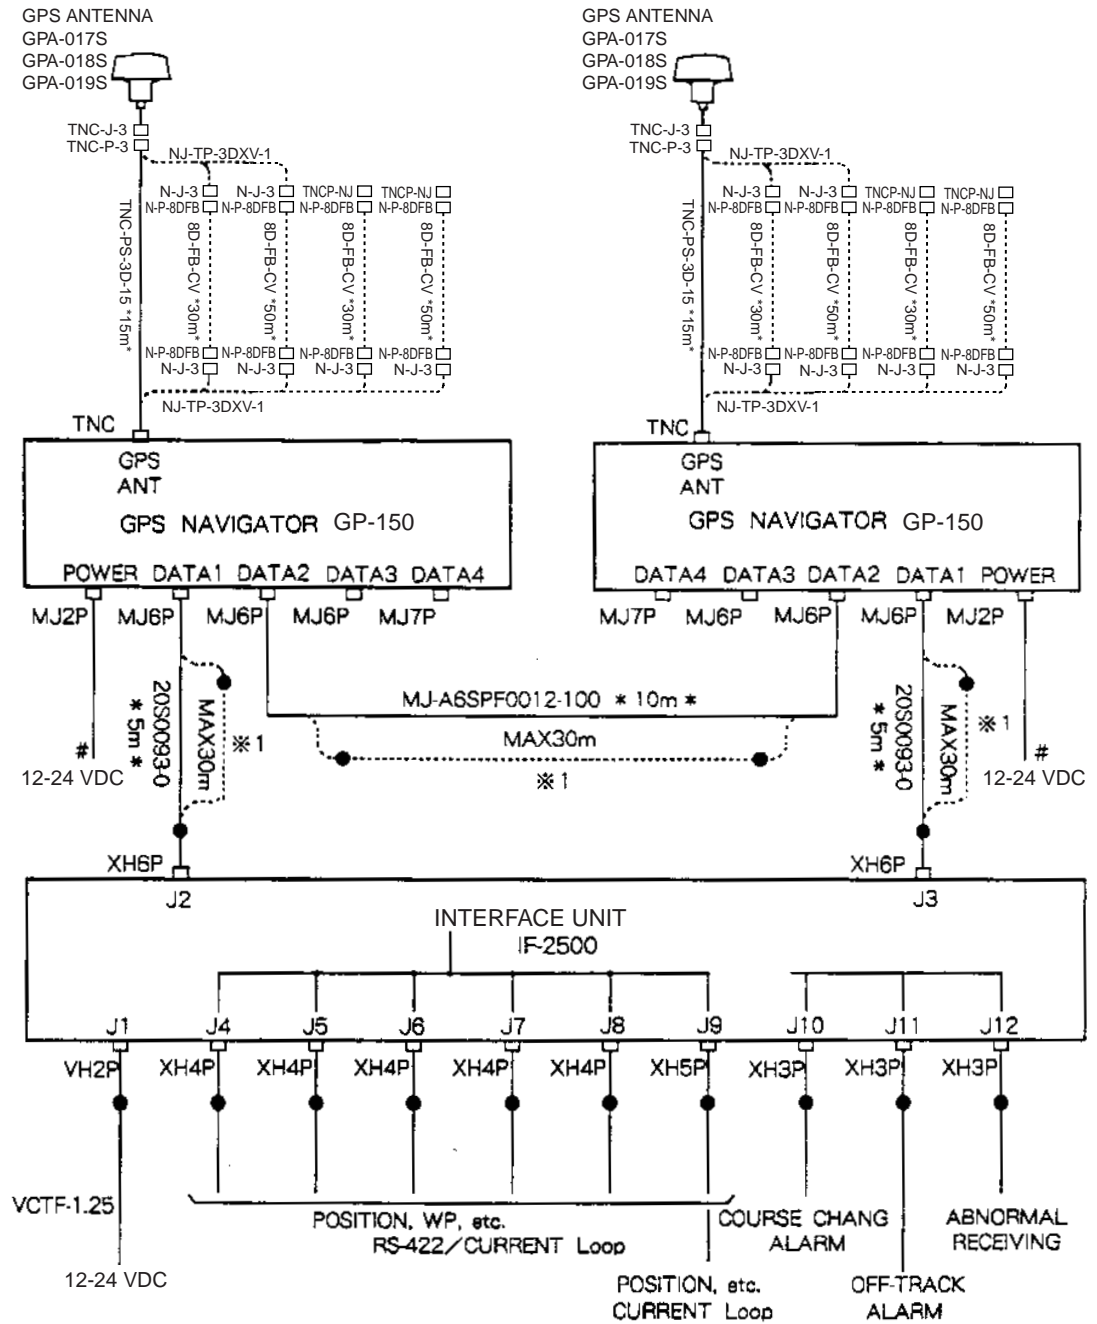 GPS ANTENNA
GPA-017S
GPA-018S
GPA-019S
GPS ANTENNA
GPA-017S
GPA-018S
GPA-019S
TNC-J-3
TNC-P-3
NJ-TP-3DXV-1
N-J-3 N-J-3 TNCP-NJ TNCP-NJ
N-P-8DFB N-P-8DFB N-P-8DFB N-P-8DFB
TNC-PS-3D-15 *15m*
8D-FB-CV *30m*
8D-FB-CV *50m*
8D-FB-CV *30m*
8D-FB-CV *50m*
N-P-8DFB N-P-8DFB N-P-8DFB N-P-8DFB
N-J-3 N-J-3 N-J-3 N-J-3
NJ-TP-3DXV-1
TNC-J-3
TNC-P-3
NJ-TP-3DXV-1
N-J-3 N-J-3 TNCP-NJ TNCP-NJ
N-P-8DFB N-P-8DFB N-P-8DFB N-P-8DFB
TNC-PS-3D-15 *15m*
8D-FB-CV *30m*
8D-FB-CV *50m*
8D-FB-CV *30m*
8D-FB-CV *50m*
N-P-8DFB N-P-8DFB N-P-8DFB N-P-8DFB
N-J-3 N-J-3 N-J-3 N-J-3
NJ-TP-3DXV-1
TNC
GPS
ANT
GPS NAVIGATOR GP-150
POWER DATA1 DATA2 DATA3 DATA4
MJ2P MJ6P MJ6P MJ6P MJ7P
TNC
GPS
ANT
GPS NAVIGATOR GP-150
DATA4 DATA3 DATA2 DATA1 POWER
MJ7P MJ6P MJ6P MJ6P MJ2P
#
12-24 VDC
20S0093-0
* 5m *
MAX30m
※1
MJ-A6SPF0012-100 * 10m *
MAX30m
※1
20S0093-0
* 5m *
MAX30m
※1
#
12-24 VDC
XH6P
XH6P
J2
J3
INTERFACE UNIT
IF-2500
J1 J4 J5 J6 J7 J8 J9 J10 J11 J12
VH2P XH4P XH4P XH4P XH4P XH4P XH5P XH3P XH3P XH3P
VCTF-1.25
12-24 VDC
POSITION, WP, etc.
RS-422/CURRENT Loop
POSITION, etc.
CURRENT Loop
COURSE CHANG
ALARM
OFF-TRACK
ALARM
ABNORMAL
RECEIVING